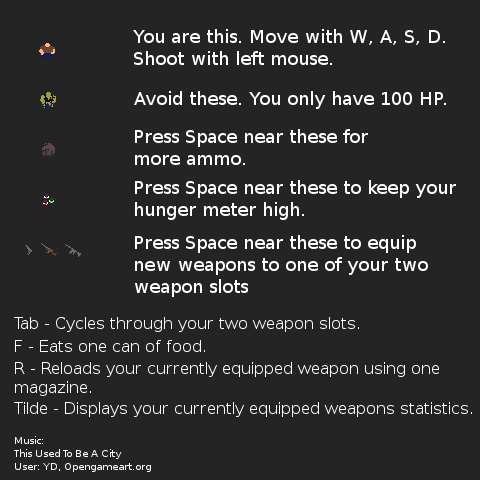 You are this. Move with W, A, S, D.
Shoot with left mouse.
Avoid these. You only have 100 HP.
Press Space near these for
more ammo.
Press Space near these to keep your
hunger meter high.
Press Space near these to equip
new weapons to one of your two
weapon slots
Tab - Cycles through your two weapon slots.
F - Eats one can of food.
R - Reloads your currently equipped weapon using one
magazine.
Tilde - Displays your currently equipped weapons statistics.
Music:
This Used To Be A City
User: YD, Opengameart.org